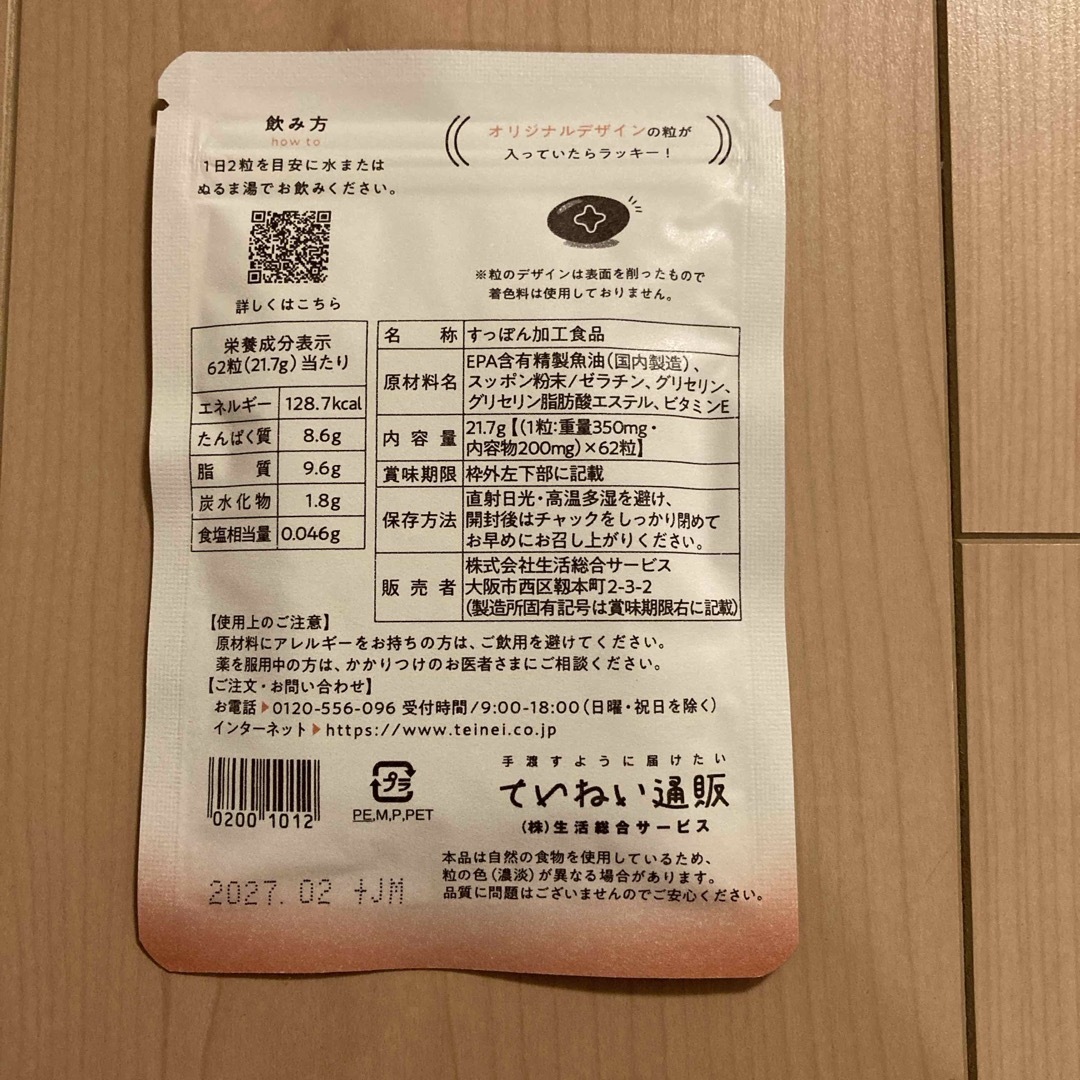 飲み方
how to
1日2粒を目安に水または
ぬるま湯でお飲みください。
詳しくはこちら
オリジナルデザインの粒が
入っていたらラッキー！
※粒のデザインは表面を削ったもので
着色料は使用しておりません。
栄養成分表示
62粒(21.7g)当たり
エネルギー 128.7kcal
たんぱく質 8.6g
脂質 9.6g
炭水化物 1.8g
食塩相当量 0.046g
名称 すっぽん加工食品
原材料名 EPA含有精製魚油(国内製造)、
スッポン粉末/ゼラチン、グリセリン、
グリセリン脂肪酸エステル、ビタミンE
内容量 21.7g【(1粒:重量350mg・
内容物200mg)×62粒】
賞味期限 枠外左下部に記載
保存方法 直射日光・高温多湿を避け、
開封後はチャックをしっかり閉めて
お早めにお召し上がりください。
販売者 株式会社生活総合サービス
大阪市西区靱本町2-3-2
(製造所固有記号は賞味期限右に記載)
【使用上のご注意】
原材料にアレルギーをお持ちの方は、ご飲用を避けてください。
薬を服用中の方は、かかりつけのお医者さまにご相談ください。
【ご注文・お問い合わせ】
お電話▶0120-556-096 受付時間/9:00-18:00(日曜・祝日を除く)
インターネット▶https://www.teinei.co.jp
0200 1012
プラ
PE,M,P,PET
手渡すように届けたい
ていねい通販
(株)生活総合サービス
本品は自然の食物を使用しているため、
粒の色(濃淡)が異なる場合があります。
品質に問題はございませんのでご安心ください。
2027.02 +JM